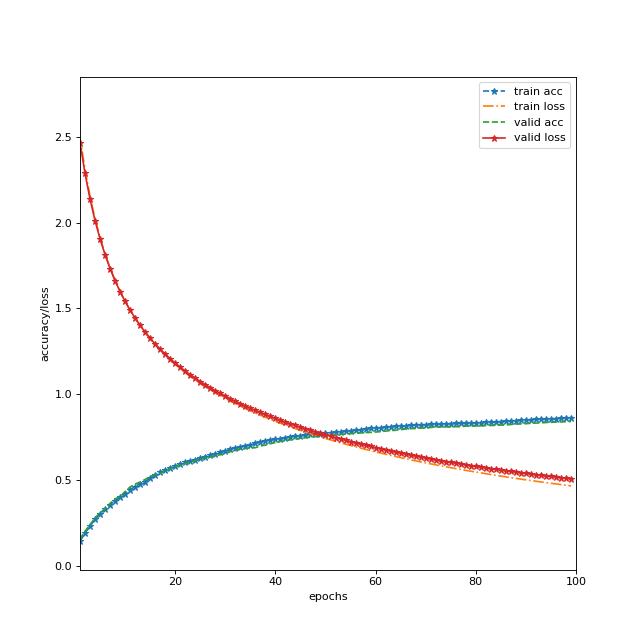 train acc
train loss
valid acc
valid loss
2.5
2.0
1.5
1.0
0.5
0.0
accuracy/loss
20 40 60 80 100
epochs